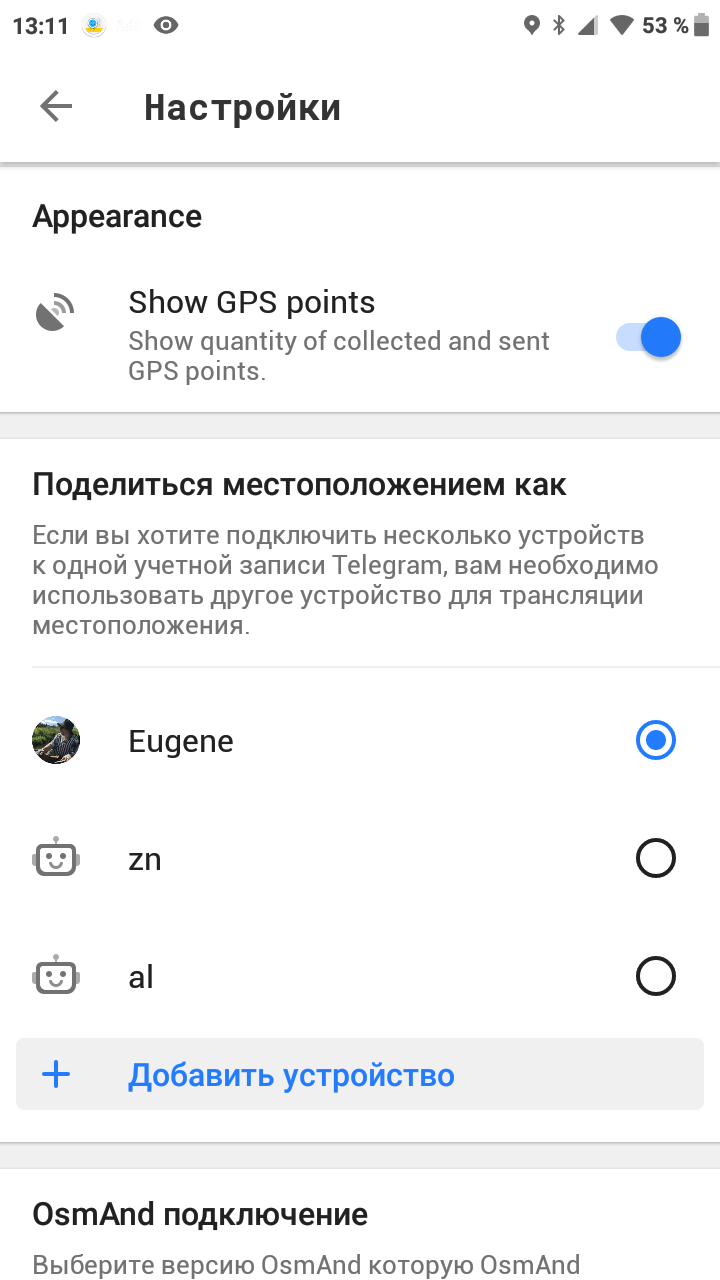 13:11
53 %
Настройки
Appearance
Show GPS points
Show quantity of collected and sent
GPS points.
Поделиться местоположением как
Если вы хотите подключить несколько устройств
к одной учетной записи Telegram, вам необходимо
использовать другое устройство для трансляции
местоположения.
Eugene
zn
al
Добавить устройство
OsmAnd подключение
Выберите версию OsmAnd которую OsmAnd